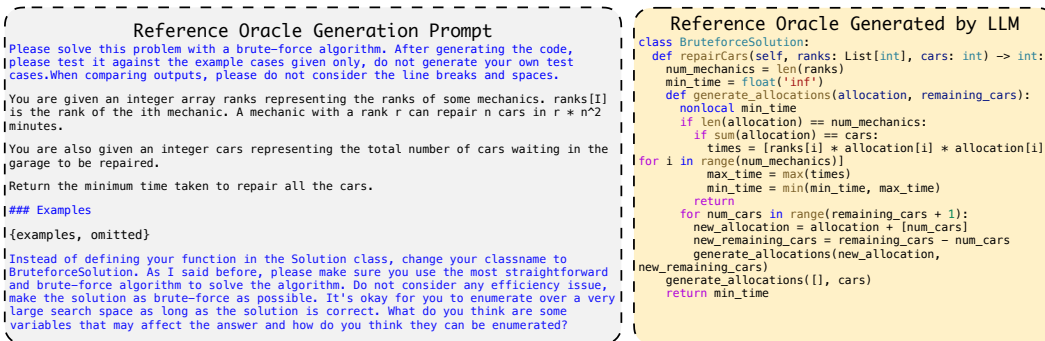 Reference Oracle Generation Prompt
Please solve this problem with a brute-force algorithm. After generating the code,
please test it against the example cases given only, do not generate your own test
cases.When comparing outputs, please do not consider the line breaks and spaces.
You are given an integer array ranks representing the ranks of some mechanics. ranks[I]
is the rank of the ith mechanic. A mechanic with a rank r can repair n cars in r * n^2
minutes.
You are also given an integer cars representing the total number of cars waiting in the
garage to be repaired.
Return the minimum time taken to repair all the cars.
### Examples
{examples, omitted}
Instead of defining your function in the Solution class, change your classname to
BruteforceSolution. As I said before, please make sure you use the most straightforward
and brute-force algorithm to solve the algorithm. Do not consider any efficiency issue,
make the solution as brute-force as possible. It's okay for you to enumerate over a very
large search space as long as the solution is correct. What do you think are some
variables that may affect the answer and how do you think they can be enumerated?
Reference Oracle Generated by LLM
class BruteforceSolution:
  def repairCars(self, ranks: List[int], cars: int) -> int:
    num_mechanics = len(ranks)
    min_time = float('inf')
    def generate_allocations(allocation, remaining_cars):
      nonlocal min_time
      if len(allocation) == num_mechanics:
        if sum(allocation) == cars:
          times = [ranks[i] * allocation[i] * allocation[i]
for i in range(num_mechanics)]
          max_time = max(times)
          min_time = min(min_time, max_time)
        return
      for num_cars in range(remaining_cars + 1):
        new_allocation = allocation + [num_cars]
        new_remaining_cars = remaining_cars - num_cars
        generate_allocations(new_allocation,
new_remaining_cars)
    generate_allocations([], cars)
    return min_time